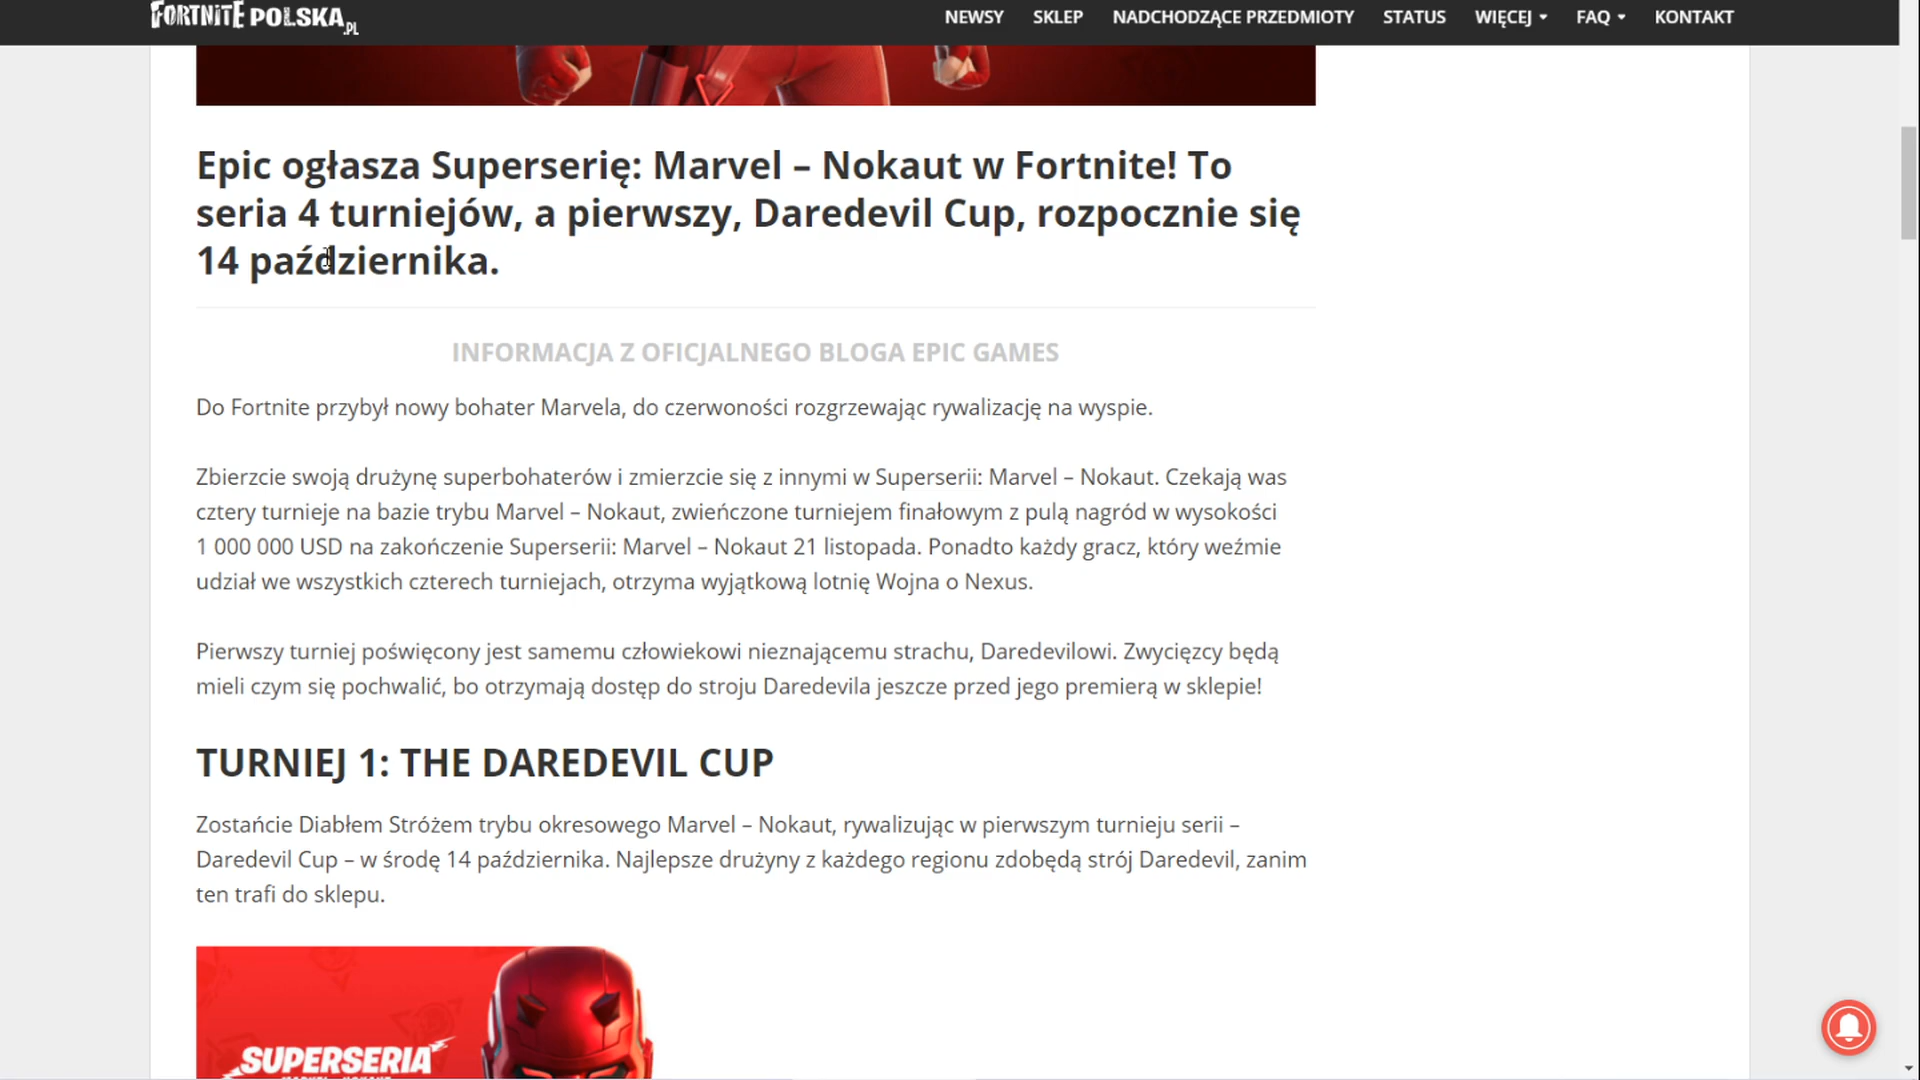 FORTNITE POLSKA.PL
NEWSY SKLEP NADCHODZĄCE PRZEDMIOTY STATUS WIĘCEJ FAQ KONTAKT
Epic ogłasza Superserię: Marvel – Nokaut w Fortnite! To
seria 4 turniejów, a pierwszy, Daredevil Cup, rozpocznie się
14 października.
INFORMACJA Z OFICJALNEGO BLOGA EPIC GAMES
Do Fortnite przybył nowy bohater Marvela, do czerwoności rozgrzewając rywalizację na wyspie.
Zbierzcie swoją drużynę superbohaterów i zmierzcie się z innymi w Superserii: Marvel – Nokaut. Czekają was
cztery turnieje na bazie trybu Marvel – Nokaut, zwieńczone turniejem finałowym z pulą nagród w wysokości
1 000 000 USD na zakończenie Superserii: Marvel – Nokaut 21 listopada. Ponadto każdy gracz, który weźmie
udział we wszystkich czterech turniejach, otrzyma wyjątkową lotnię Wojna o Nexus.
Pierwszy turniej poświęcony jest samemu człowiekowi nieznającemu strachu, Daredevilowi. Zwycięzcy będą
mieli czym się pochwalić, bo otrzymają dostęp do stroju Daredevila jeszcze przed jego premierą w sklepie!
TURNIEJ 1: THE DAREDEVIL CUP
Zostańcie Diabłem Stróżem trybu okresowego Marvel – Nokaut, rywalizując w pierwszym turnieju serii –
Daredevil Cup – w środę 14 października. Najlepsze drużyny z każdego regionu zdobędą strój Daredevil, zanim
ten trafi do sklepu.
SUPERSERIA